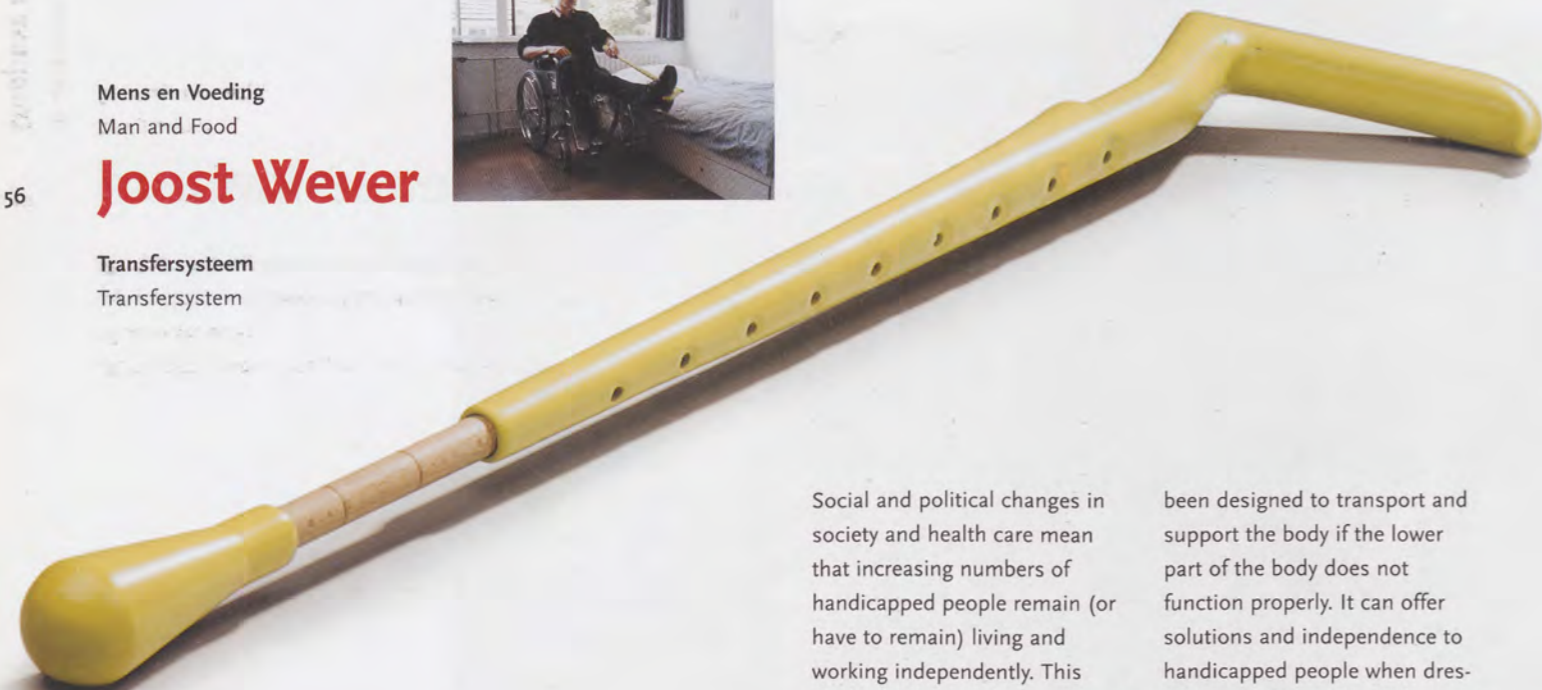 Mens en Voeding
Man and Food
56
Joost Wever
Transfersysteem
Transfersystem
Social and political changes in
society and health care mean
that increasing numbers of
handicapped people remain (or
have to remain) living and
working independently. This
been designed to transport and
support the body if the lower
part of the body does not
function properly. It can offer
solutions and independence to
handicapped people when dres-